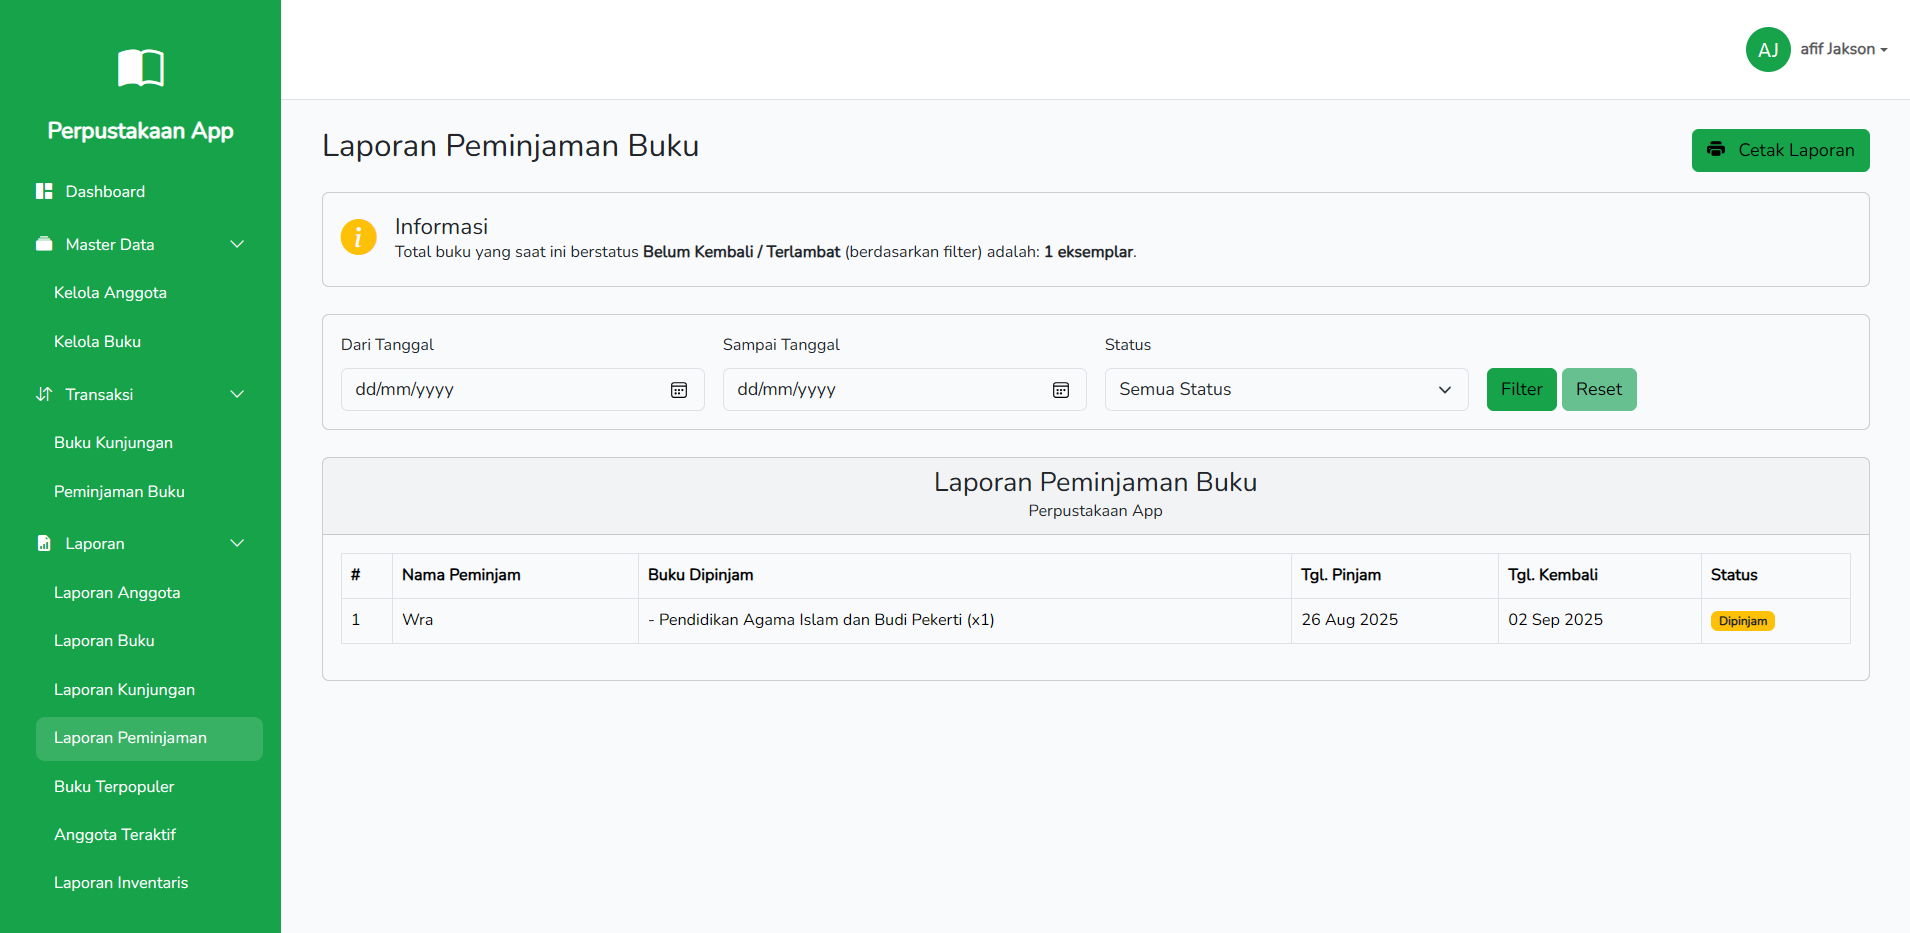 Perpustakaan App
Dashboard
Master Data
Kelola Anggota
Kelola Buku
Transaksi
Buku Kunjungan
Peminjaman Buku
Laporan
Laporan Anggota
Laporan Buku
Laporan Kunjungan
Laporan Peminjaman
Buku Terpopuler
Anggota Teraktif
Laporan Inventaris
AJ afif Jakson
Laporan Peminjaman Buku
Cetak Laporan
Informasi
Total buku yang saat ini berstatus Belum Kembali / Terlambat (berdasarkan filter) adalah: 1 eksemplar.
Dari Tanggal Sampai Tanggal Status
dd/mm/yyyy dd/mm/yyyy Semua Status Filter Reset
Laporan Peminjaman Buku
Perpustakaan App
# Nama Peminjam Buku Dipinjam Tgl. Pinjam Tgl. Kembali Status
1 Wra - Pendidikan Agama Islam dan Budi Pekerti (x1) 26 Aug 2025 02 Sep 2025 Dipinjam